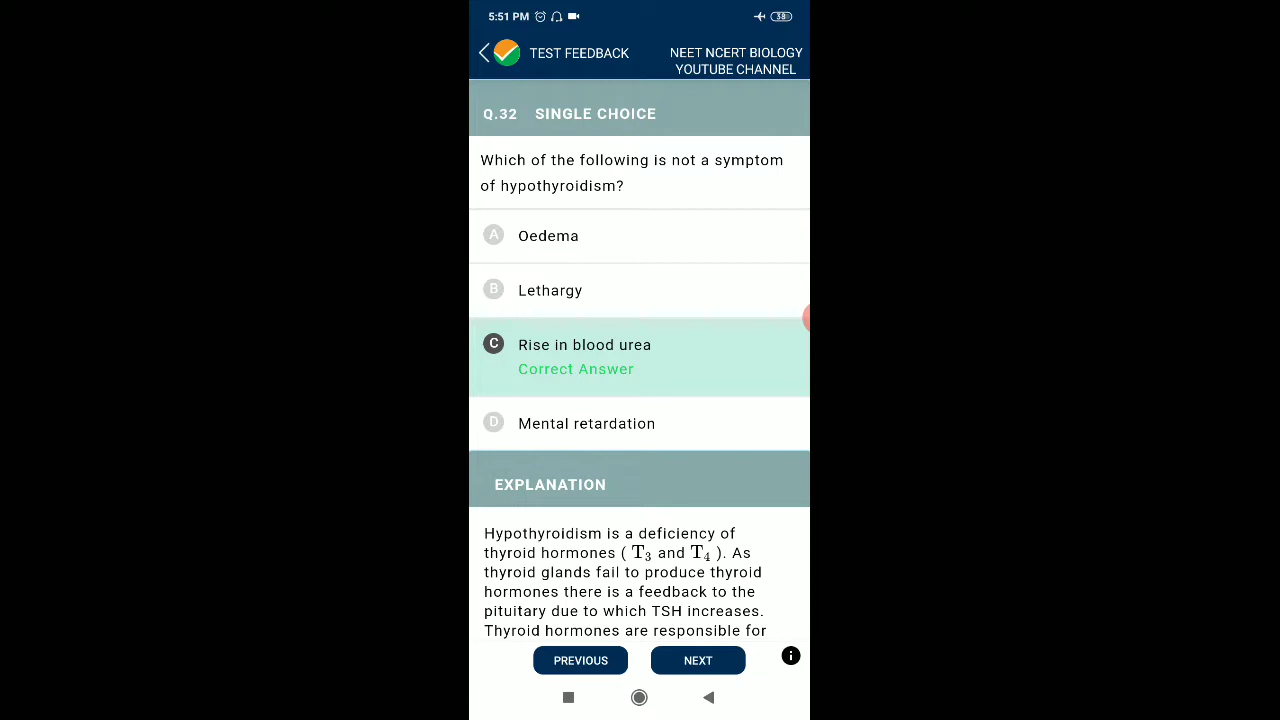 5:51 PM
38
TEST FEEDBACK
NEET NCERT BIOLOGY
YOUTUBE CHANNEL
Q.32 SINGLE CHOICE
Which of the following is not a symptom
of hypothyroidism?
A Oedema
B Lethargy
C Rise in blood urea
Correct Answer
D Mental retardation
EXPLANATION
Hypothyroidism is a deficiency of
thyroid hormones ( T₃ and T₄ ). As
thyroid glands fail to produce thyroid
hormones there is a feedback to the
pituitary due to which TSH increases.
Thyroid hormones are responsible for
PREVIOUS
NEXT
i